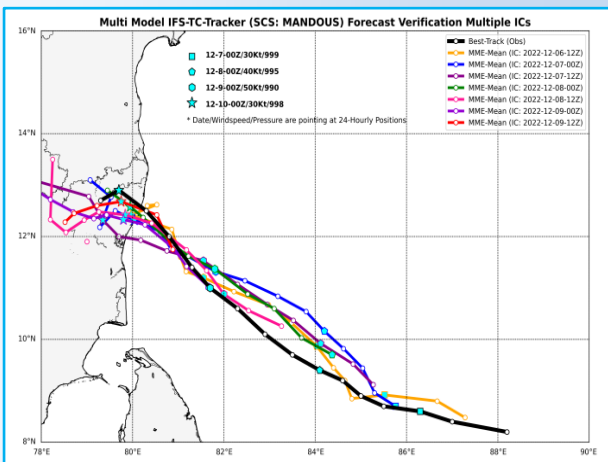 Multi Model IFS-TC-Tracker (SCS: MANDOUS) Forecast Verification Multiple ICs
12-7-00Z/30Kt/999
12-8-00Z/40Kt/995
12-9-00Z/50Kt/990
12-10-00Z/30Kt/998
* Date/Windspeed/Pressure are pointing at 24-Hourly Positions
Best-Track (Obs)
MME-Mean (IC: 2022-12-06-12Z)
MME-Mean (IC: 2022-12-07-00Z)
MME-Mean (IC: 2022-12-07-12Z)
MME-Mean (IC: 2022-12-08-00Z)
MME-Mean (IC: 2022-12-08-12Z)
MME-Mean (IC: 2022-12-09-00Z)
MME-Mean (IC: 2022-12-09-12Z)
16°N
14°N
12°N
10°N
8°N
78°E 80°E 82°E 84°E 86°E 88°E 90°E